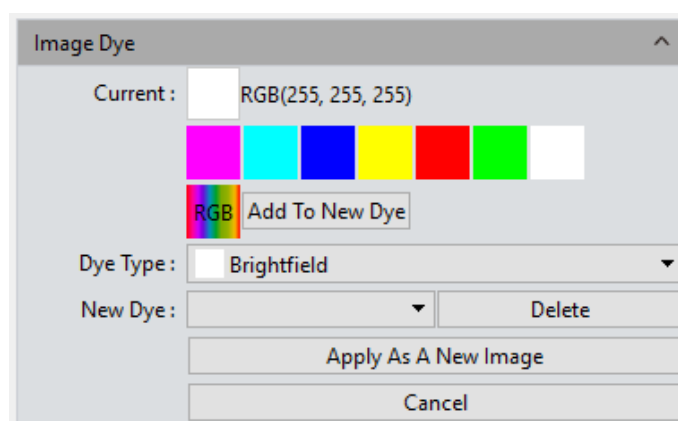 Image Dye
Current : RGB(255, 255, 255)
RGB Add To New Dye
Dye Type : Brightfield
New Dye : Delete
Apply As A New Image
Cancel